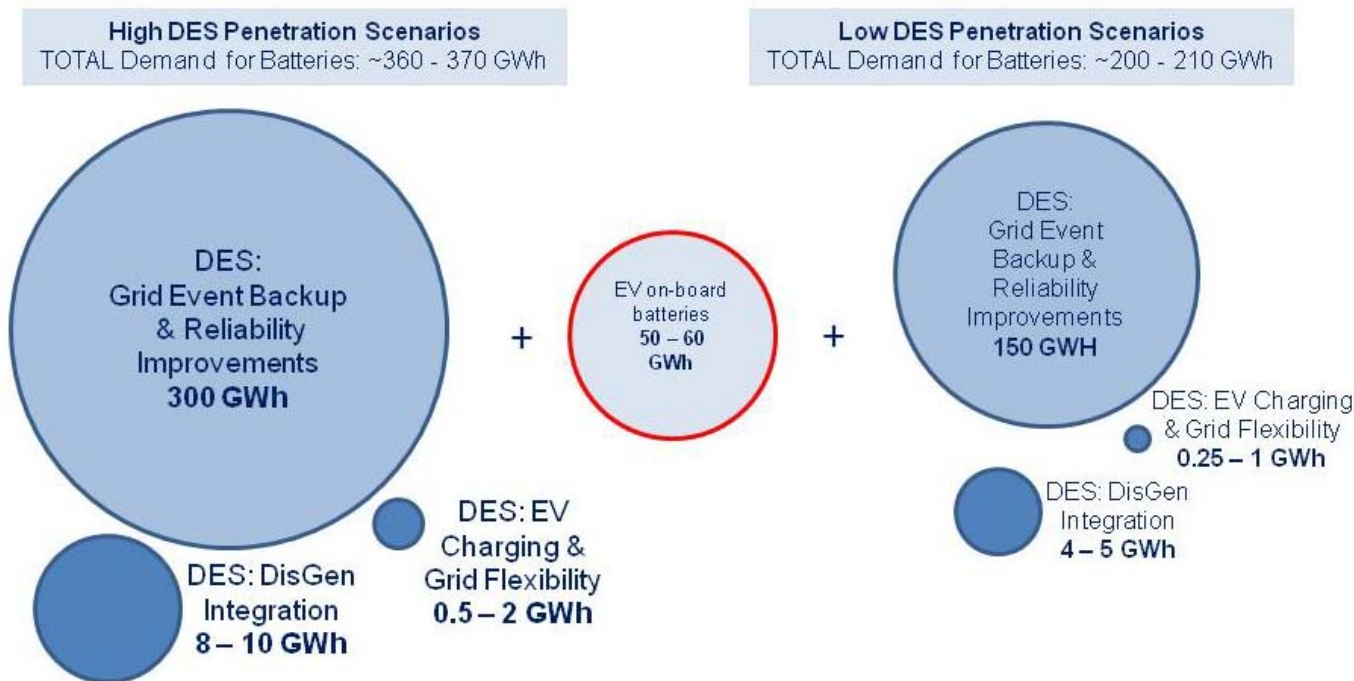 High DES Penetration Scenarios
TOTAL Demand for Batteries: ~360 - 370 GWh
Low DES Penetration Scenarios
TOTAL Demand for Batteries: ~200 - 210 GWh
DES:
Grid Event Backup
& Reliability
Improvements
300 GWh
+
EV on-board
batteries
50 – 60
GWh
+
DES:
Grid Event
Backup &
Reliability
Improvements
150 GWH
DES: EV Charging
& Grid Flexibility
0.25 – 1 GWh
DES: DisGen
Integration
4 – 5 GWh
DES: EV
Charging &
Grid Flexibility
0.5 – 2 GWh
DES: DisGen
Integration
8 – 10 GWh